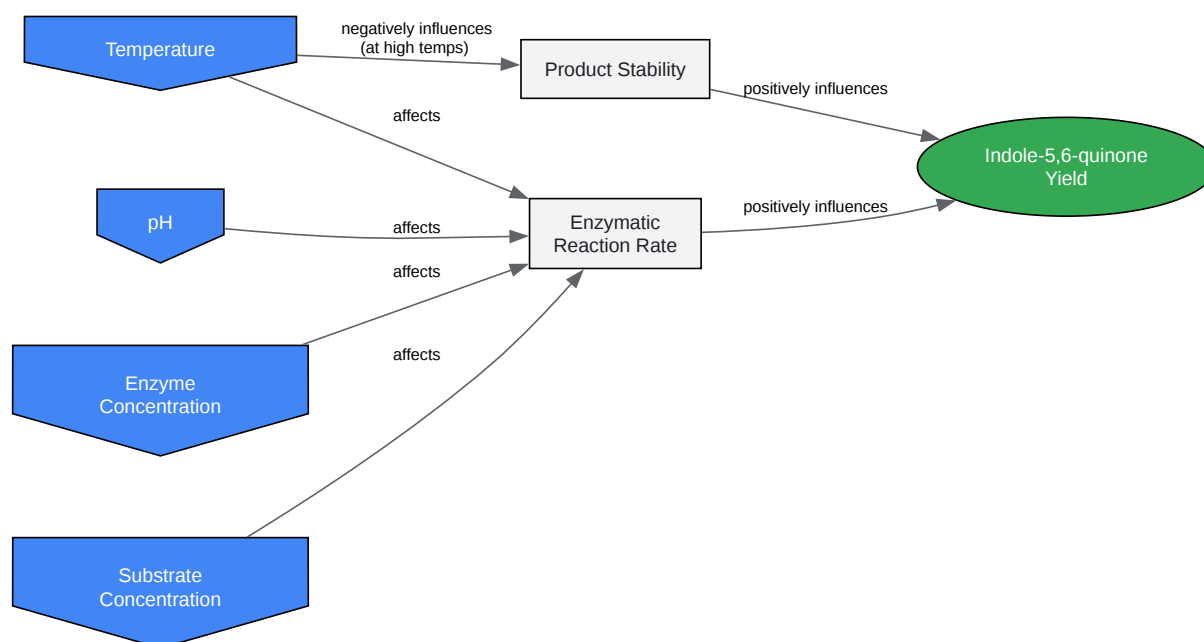 Temperature
negatively influences
(at high temps)
Product Stability
positively influences
affects
Indole-5,6-quinone
Yield
pH
affects
Enzymatic
Reaction Rate
positively influences
affects
Enzyme
Concentration
affects
Substrate
Concentration